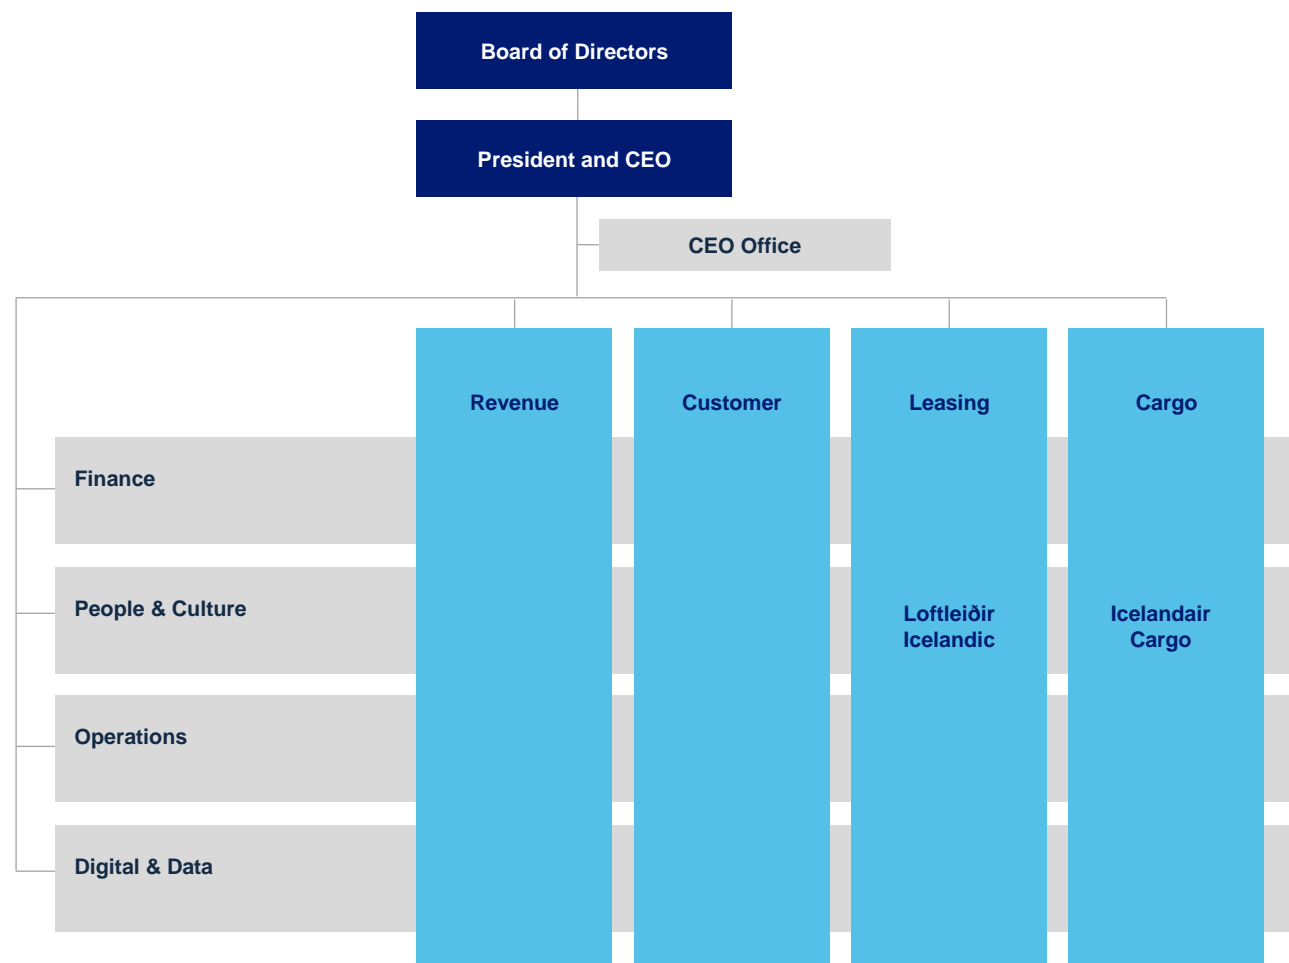 Board of Directors
President and CEO
CEO Office
Revenue
Customer
Leasing
Cargo
Finance
People & Culture
Loftleiðir
Icelandic
Icelandair
Cargo
Operations
Digital & Data